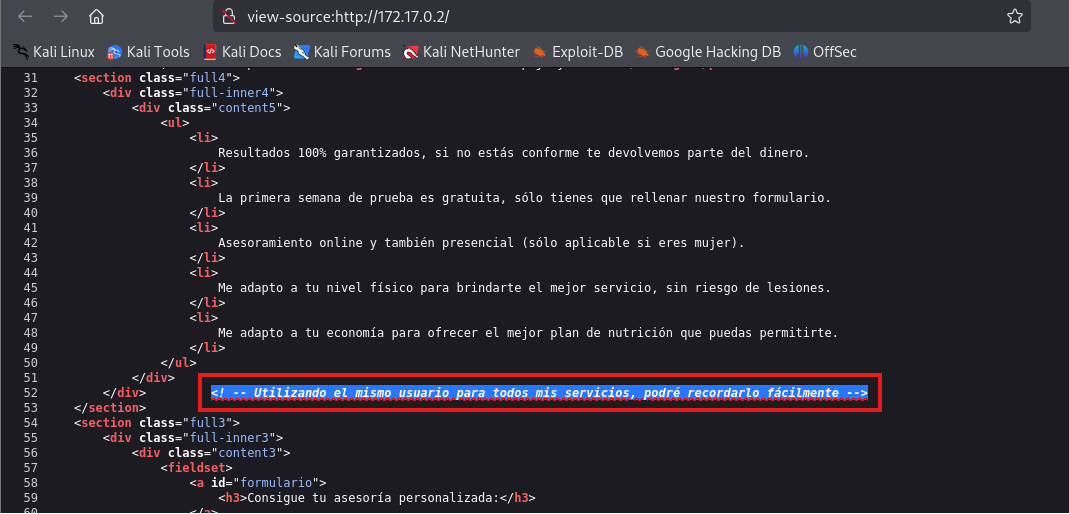 view-source:http://172.17.0.2/
Kali Linux Kali Tools Kali Docs Kali Forums Kali NetHunter Exploit-DB Google Hacking DB OffSec
31 <section class="full4">
32 <div class="full-inner4">
33 <div class="content5">
34 <ul>
35 <li>
36 Resultados 100% garantizados, si no estás conforme te devolvemos parte del dinero.
37 </li>
38 <li>
39 La primera semana de prueba es gratuita, sólo tienes que rellenar nuestro formulario.
40 </li>
41 <li>
42 Asesoramiento online y también presencial (sólo aplicable si eres mujer).
43 </li>
44 <li>
45 Me adapto a tu nivel físico para brindarte el mejor servicio, sin riesgo de lesiones.
46 </li>
47 <li>
48 Me adapto a tu economía para ofrecer el mejor plan de nutrición que puedas permitirte.
49 </li>
50 </ul>
51 </div>
52 </div> <! -- Utilizando el mismo usuario para todos mis servicios, podré recordarlo fácilmente -->
53 </section>
54 <section class="full3">
55 <div class="full-inner3">
56 <div class="content3">
57 <fieldset>
58 <a id="formulario">
59 <h3>Consigue tu asesoría personalizada:</h3>
60 </a>